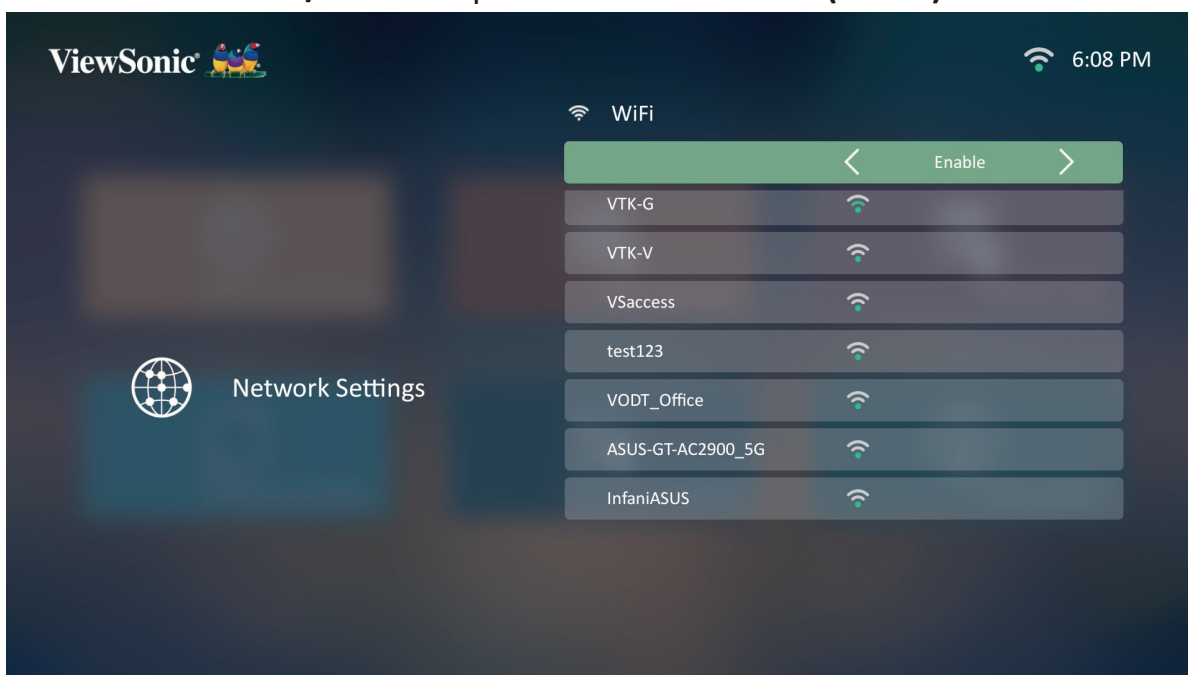 ViewSonic®
6:08 PM
WiFi
Enable
VTK-G
VTK-V
VSaccess
test123
Network Settings
VODT_Office
ASUS-GT-AC2900_5G
InfaniASUS